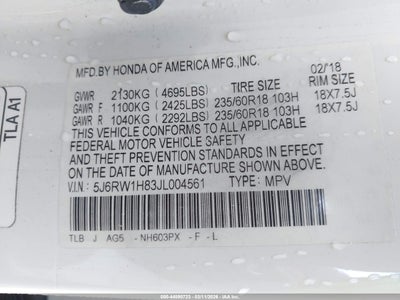 MFD.BY HONDA OF AMERICA MFG.,INC.
02/18
GVWR 2130KG (4695LBS) TIRE SIZE RIM SIZE
GAWR F 1100KG (2425LBS) 235/60R18 103H 18X7.5J
GAWR R 1040KG (2292LBS) 235/60R18 103H 18X7.5J
THIS VEHICLE CONFORMS TO ALL APPLICABLE
FEDERAL MOTOR VEHICLE SAFETY, BUMPER,
AND THEFT PREVENTION STANDARDS IN EFFECT
ON THE DATE OF MANUFACTURE SHOWN ABOVE.
V.I.N: 5J6RW1H83JL004561 TYPE: MPV
TLB J AG5 -NH603PX -F -L
TLA A1